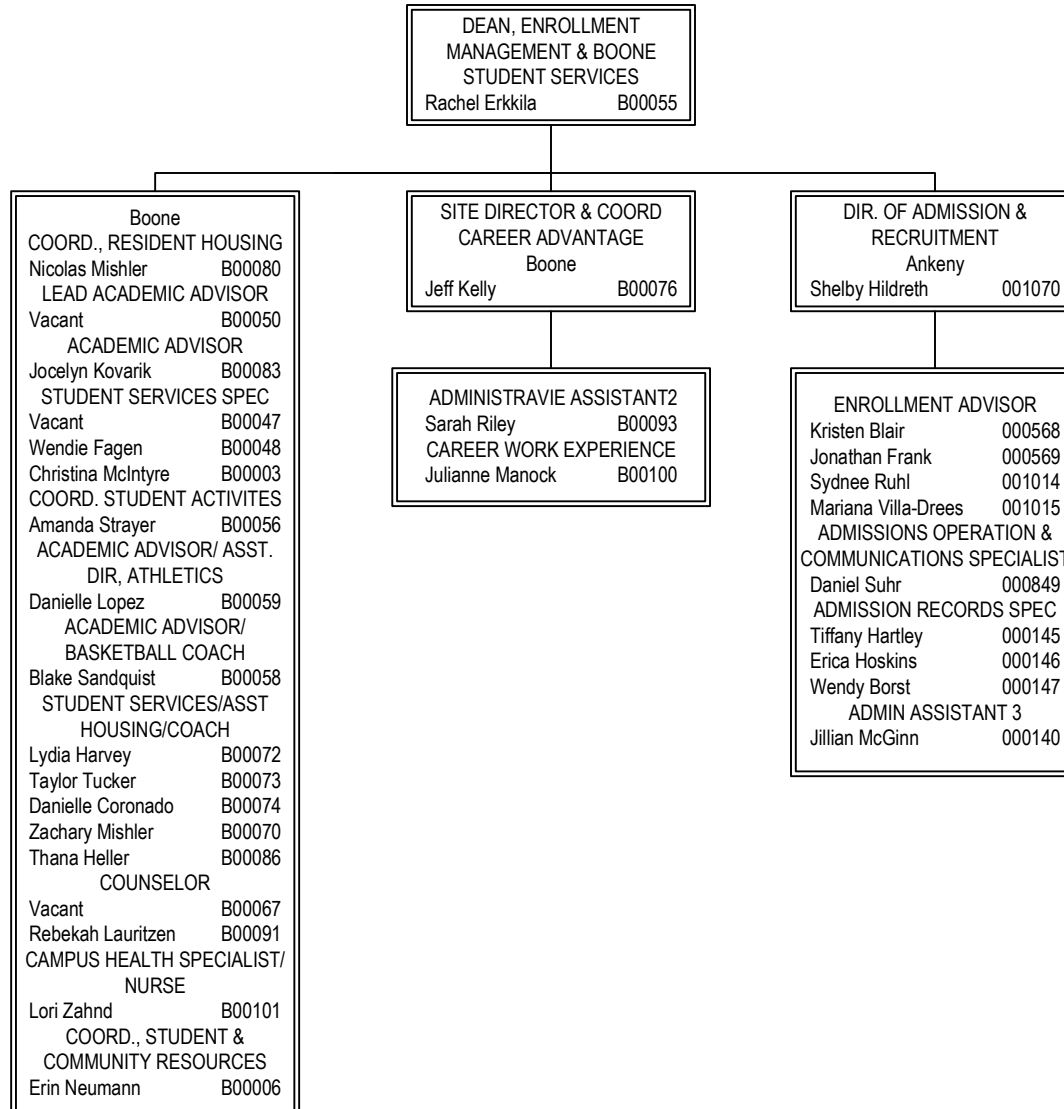 DEAN, ENROLLMENT
MANAGEMENT & BOONE
STUDENT SERVICES
Rachel Erkkila B00055
Boone
COORD., RESIDENT HOUSING
Nicolas Mishler B00080
LEAD ACADEMIC ADVISOR
Vacant B00050
ACADEMIC ADVISOR
Jocelyn Kovarik B00083
STUDENT SERVICES SPEC
Vacant B00047
Wendie Fagen B00048
Christina McIntyre B00003
COORD. STUDENT ACTIVITES
Amanda Strayer B00056
ACADEMIC ADVISOR/ ASST.
DIR, ATHLETICS
Danielle Lopez B00059
ACADEMIC ADVISOR/
BASKETBALL COACH
Blake Sandquist B00058
STUDENT SERVICES/ASST
HOUSING/COACH
Lydia Harvey B00072
Taylor Tucker B00073
Danielle Coronado B00074
Zachary Mishler B00070
Thana Heller B00086
COUNSELOR
Vacant B00067
Rebekah Lauritzen B00091
CAMPUS HEALTH SPECIALIST/
NURSE
Lori Zahnd B00101
COORD., STUDENT &
COMMUNITY RESOURCES
Erin Neumann B00006
SITE DIRECTOR & COORD
CAREER ADVANTAGE
Boone
Jeff Kelly B00076
ADMINISTRAVIE ASSISTANT2
Sarah Riley B00093
CAREER WORK EXPERIENCE
Julianne Manock B00100
DIR. OF ADMISSION &
RECRUITMENT
Ankeny
Shelby Hildreth 001070
ENROLLMENT ADVISOR
Kristen Blair 000568
Jonathan Frank 000569
Sydnee Ruhl 001014
Mariana Villa-Drees 001015
ADMISSIONS OPERATION &
COMMUNICATIONS SPECIALIST
Daniel Suhr 000849
ADMISSION RECORDS SPEC
Tiffany Hartley 000145
Erica Hoskins 000146
Wendy Borst 000147
ADMIN ASSISTANT 3
Jillian McGinn 000140